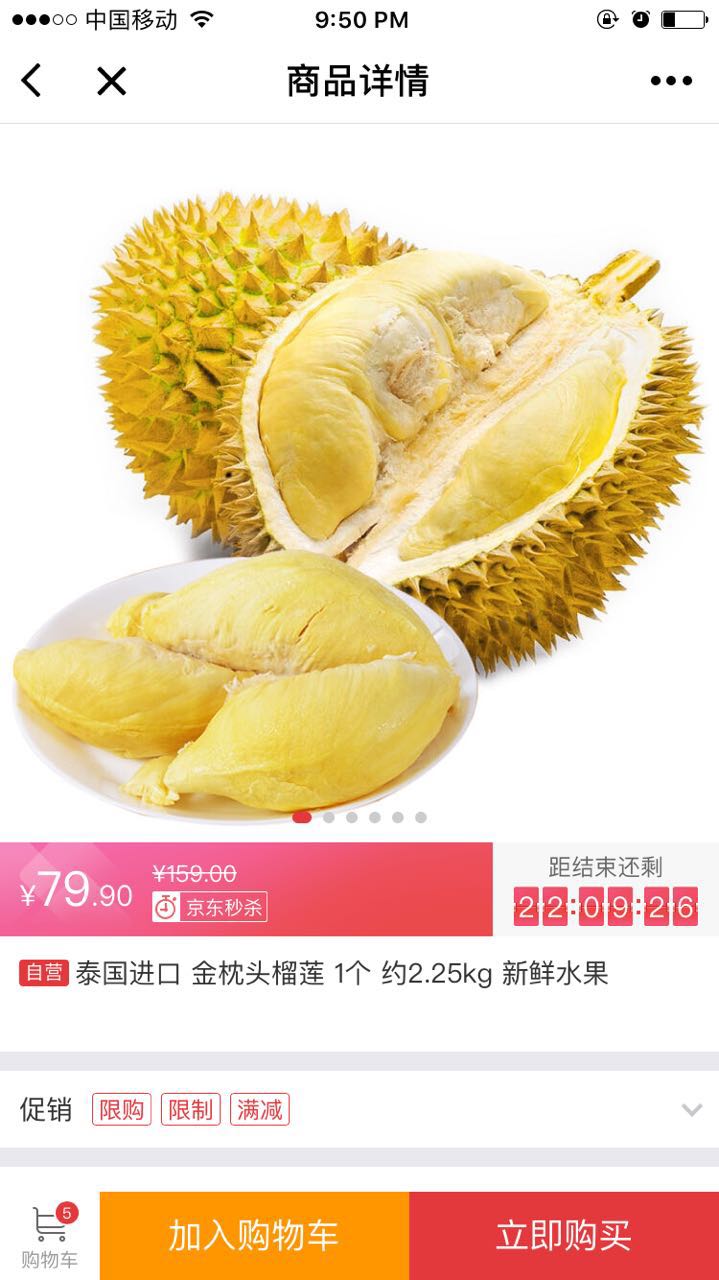 中国移动 9:50 PM
商品详情
¥79.90
¥159.00
京东秒杀
距结束还剩
22:09:26
自营 泰国进口 金枕头榴莲 1个 约2.25kg 新鲜水果
促销 限购 限制 满减
5
购物车
加入购物车
立即购买